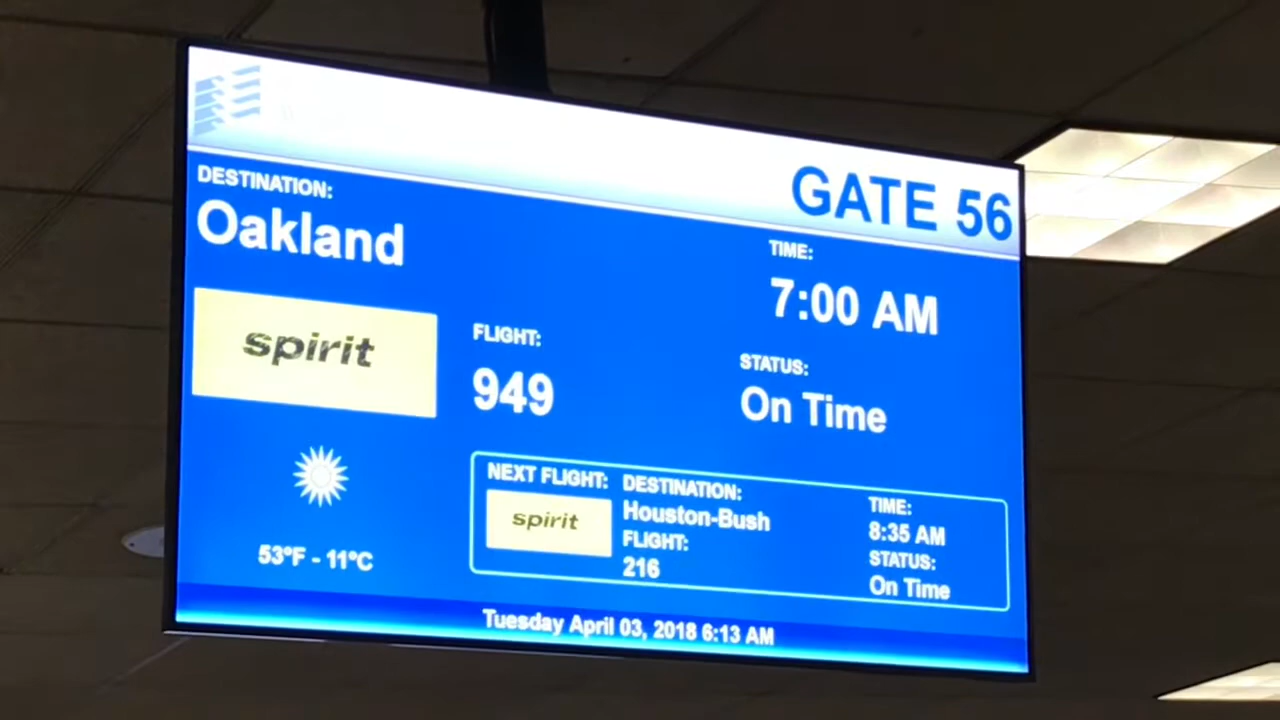 GATE 56
DESTINATION:
Oakland
TIME:
7:00 AM
spirit
FLIGHT:
949
STATUS:
On Time
53°F - 11°C
NEXT FLIGHT:
spirit
DESTINATION:
Houston-Bush
FLIGHT:
216
TIME:
8:35 AM
STATUS:
On Time
Tuesday April 03, 2018 6:13 AM